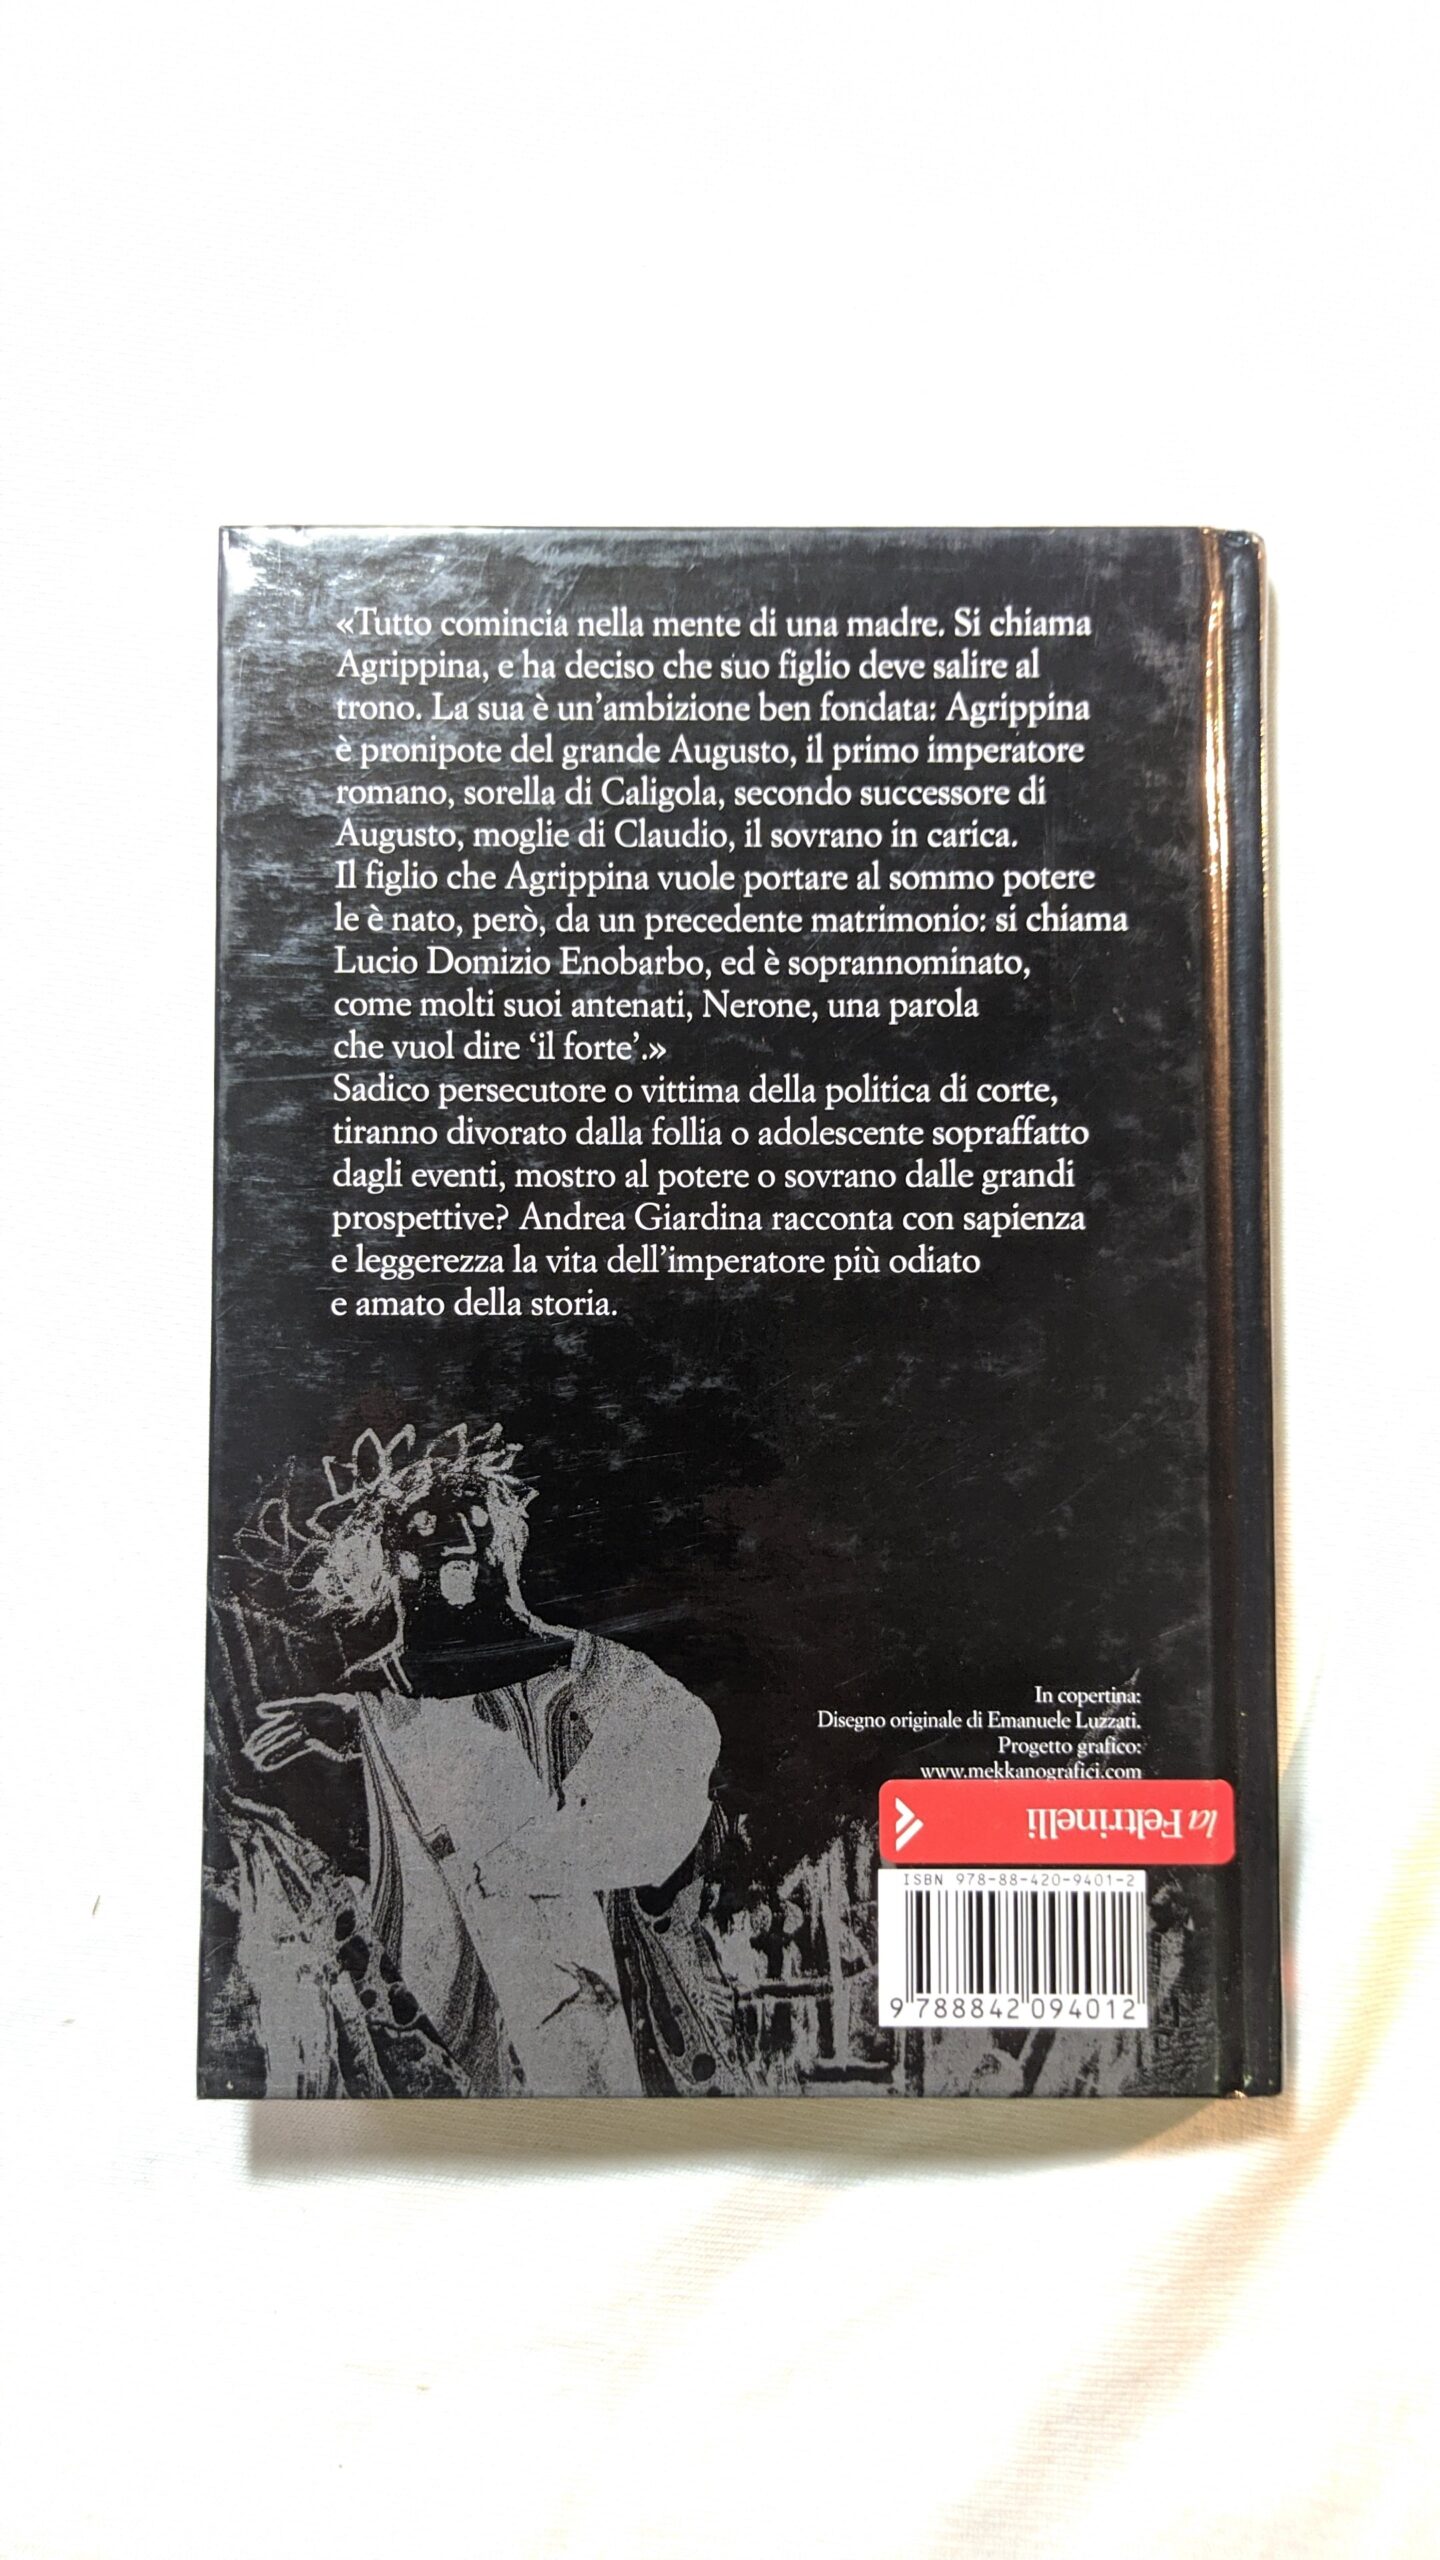 «Tutto comincia nella mente di una madre. Si chiama
Agrippina, e ha deciso che suo figlio deve salire al
trono. La sua è un’ambizione ben fondata: Agrippina
è pronipote del grande Augusto, il primo imperatore
romano, sorella di Caligola, secondo successore di
Augusto, moglie di Claudio, il sovrano in carica.
Il figlio che Agrippina vuole portare al sommo potere
le è nato, però, da un precedente matrimonio: si chiama
Lucio Domizio Enobarbo, ed è soprannominato,
come molti suoi antenati, Nerone, una parola
che vuol dire ‘il forte’.»
Sadico persecutore o vittima della politica di corte,
tiranno divorato dalla follia o adolescente sopraffatto
dagli eventi, mostro al potere o sovrano dalle grandi
prospettive? Andrea Giardina racconta con sapienza
e leggerezza la vita dell’imperatore più odiato
e amato della storia.
In copertina:
Disegno originale di Emanuele Luzzati.
Progetto grafico:
www.mekkanografici.com
la Feltrinelli
ISBN 978-88-420-9401-2
9 788842 094012